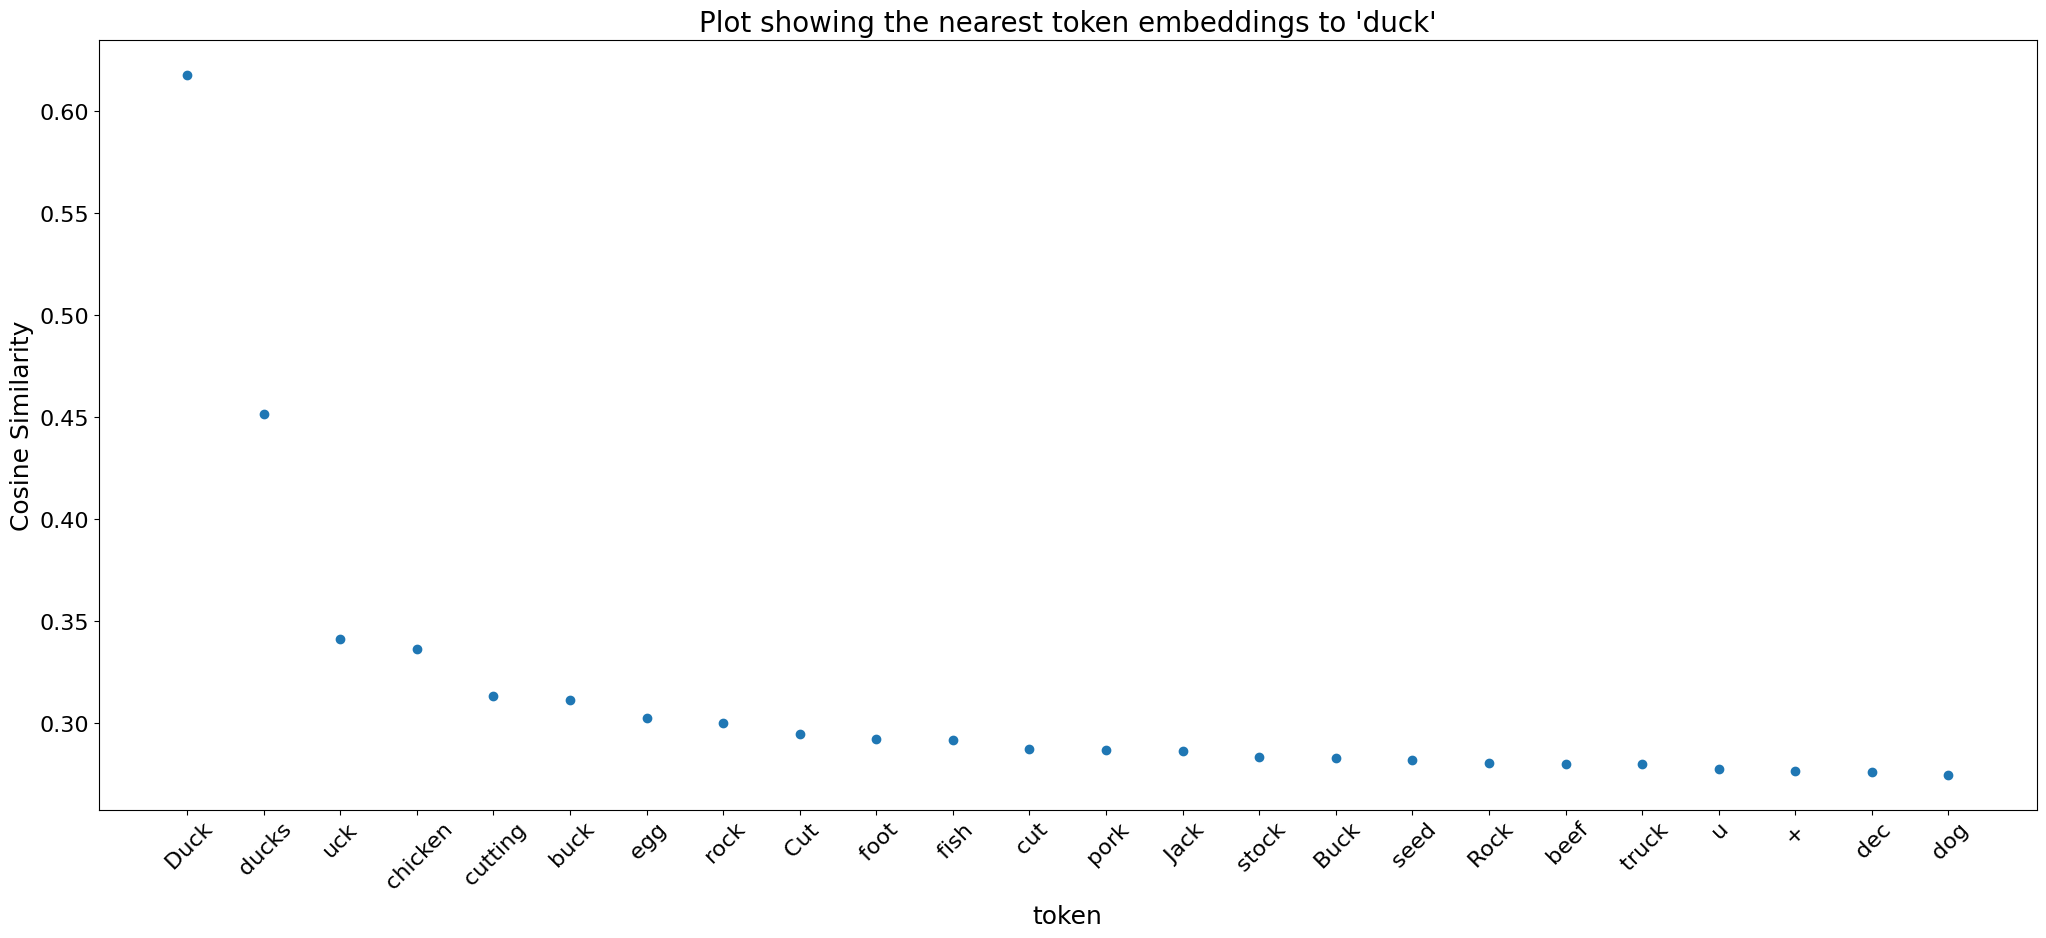 Plot showing the nearest token embeddings to 'duck'
Cosine Similarity
0.60
0.55
0.50
0.45
0.40
0.35
0.30
Duck
ducks
uck
chicken
cutting
buck
egg
rock
Cut
foot
fish
cut
pork
Jack
stock
Buck
seed
Rock
beef
truck
u
+
dec
dog
token